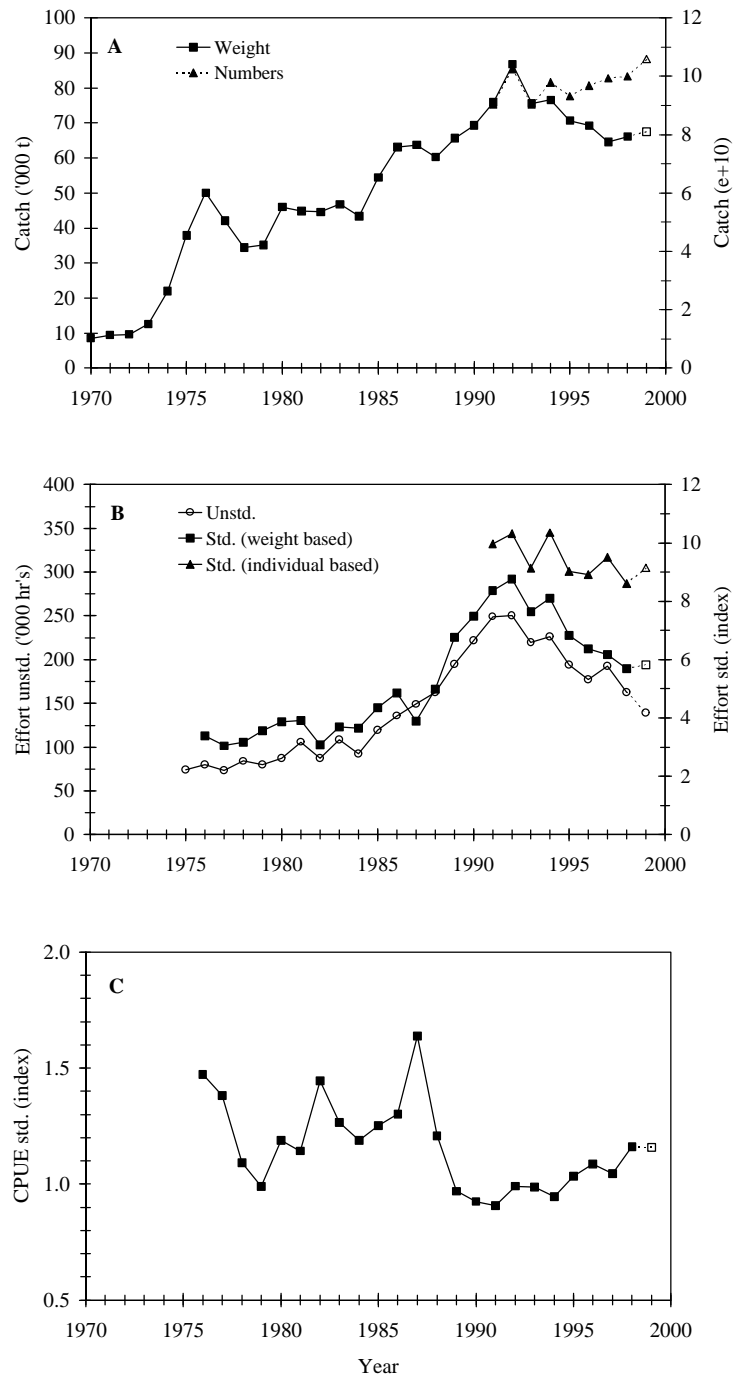 A
Weight
Numbers
Catch ('000 t)
Catch (e+10)
100
90
80
70
60
50
40
30
20
10
0
12
10
8
6
4
2
0
1970 1975 1980 1985 1990 1995 2000
B
Unstd.
Std. (weight based)
Std. (individual based)
Effort unstd. ('000 hr's)
Effort std. (index)
400
350
300
250
200
150
100
50
0
12
10
8
6
4
2
0
1970 1975 1980 1985 1990 1995 2000
C
CPUE std. (index)
2.0
1.5
1.0
0.5
1970 1975 1980 1985 1990 1995 2000
Year